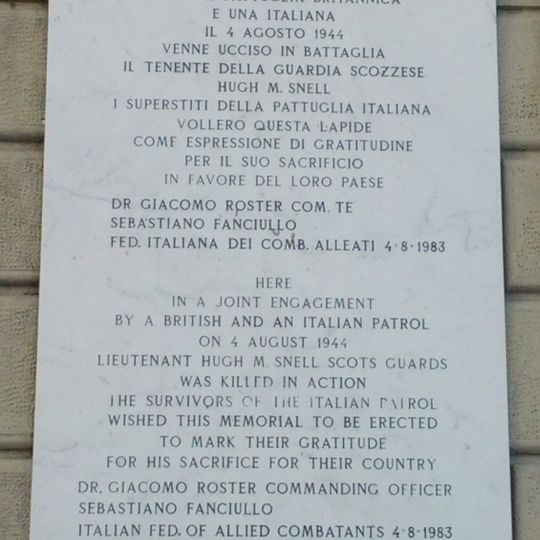 PATTUGLIA BRITANNICA
E UNA ITALIANA
IL 4 AGOSTO 1944
VENNE UCCISO IN BATTAGLIA
IL TENENTE DELLA GUARDIA SCOZZESE
HUGH M. SNELL
I SUPERSTITI DELLA PATTUGLIA ITALIANA
VOLLERO QUESTA LAPIDE
COME ESPRESSIONE DI GRATITUDINE
PER IL SUO SACRIFICIO
IN FAVORE DEL LORO PAESE
DR. GIACOMO ROSTER COM. TE
SEBASTIANO FANCIULLO
FED. ITALIANA DEI COMB. ALLEATI 4·8·1983
HERE
IN A JOINT ENGAGEMENT
BY A BRITISH AND AN ITALIAN PATROL
ON 4 AUGUST 1944
LIEUTENANT HUGH M. SNELL SCOTS GUARDS
WAS KILLED IN ACTION
THE SURVIVORS OF THE ITALIAN PATROL
WISHED THIS MEMORIAL TO BE ERECTED
TO MARK THEIR GRATITUDE
FOR HIS SACRIFICE FOR THEIR COUNTRY
DR. GIACOMO ROSTER COMMANDING OFFICER
SEBASTIANO FANCIULLO
ITALIAN FED. OF ALLIED COMBATANTS 4·8·1983